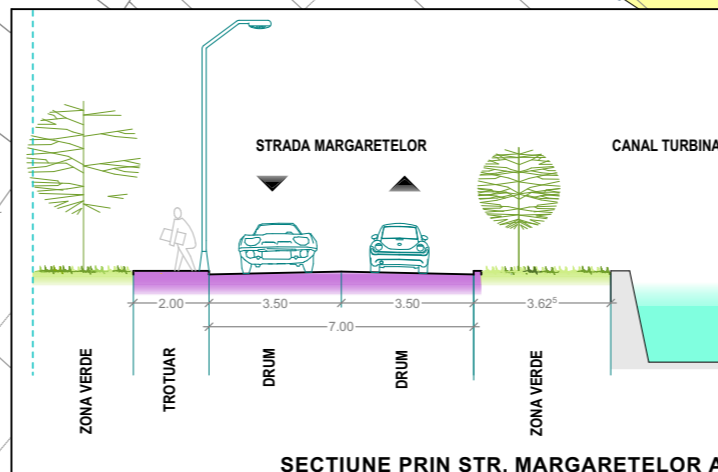 STRADA MARGARETELOR
CANAL TURBINA
2.00
3.50
3.50
3.62⁵
7.00
ZONA VERDE
TROTUAR
DRUM
DRUM
ZONA VERDE
SECTIUNE PRIN STR. MARGARETELOR A